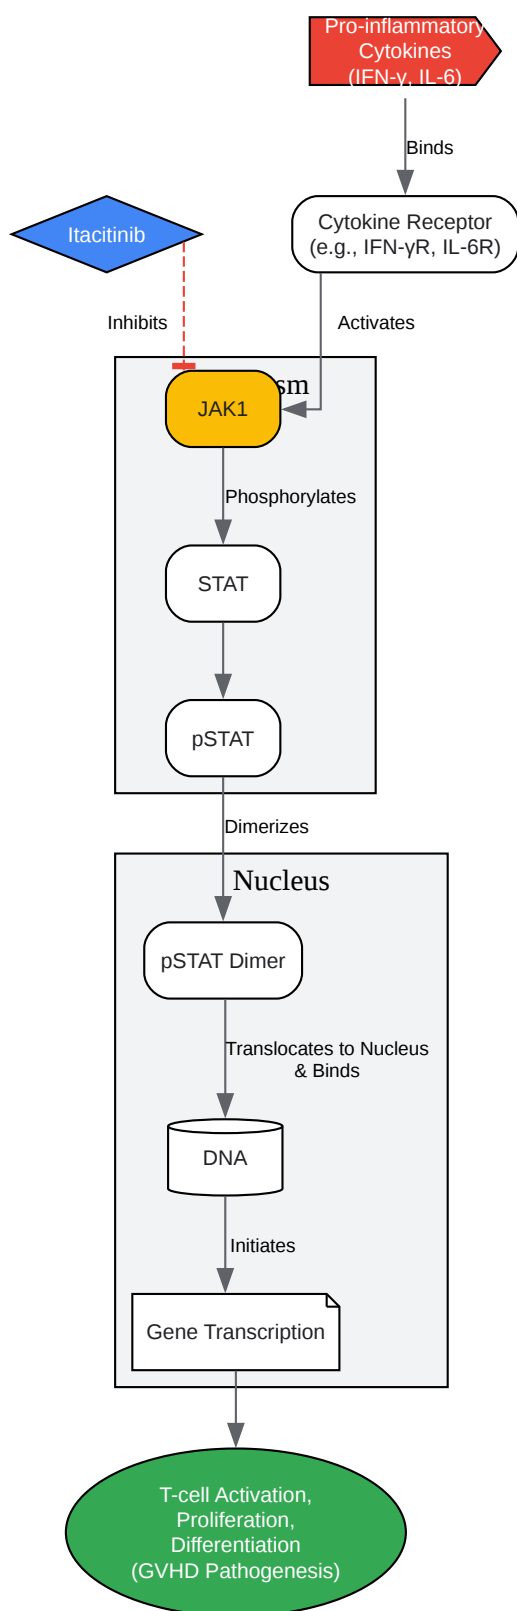 Pro-inflammatory
Cytokines
(IFN-γ, IL-6)
Binds
Itacitinib
Cytokine Receptor
(e.g., IFN-γR, IL-6R)
Inhibits
Activates
sm
JAK1
Phosphorylates
STAT
pSTAT
Dimerizes
Nucleus
pSTAT Dimer
Translocates to Nucleus
& Binds
DNA
Initiates
Gene Transcription
T-cell Activation,
Proliferation,
Differentiation
(GVHD Pathogenesis)